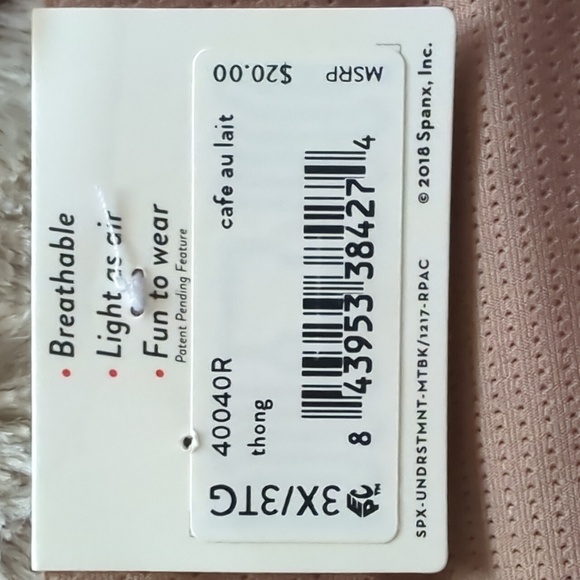 • Breathable
• Light as air
• Fun to wear
Patent Pending Feature
40040R
cafe au lait
thong
8 43953 38427 4
MSRP $20.00
3X/3TG
© 2018 Spanx, Inc.
SPX-UNDRSTMNT-MTBK/1217-RPAC